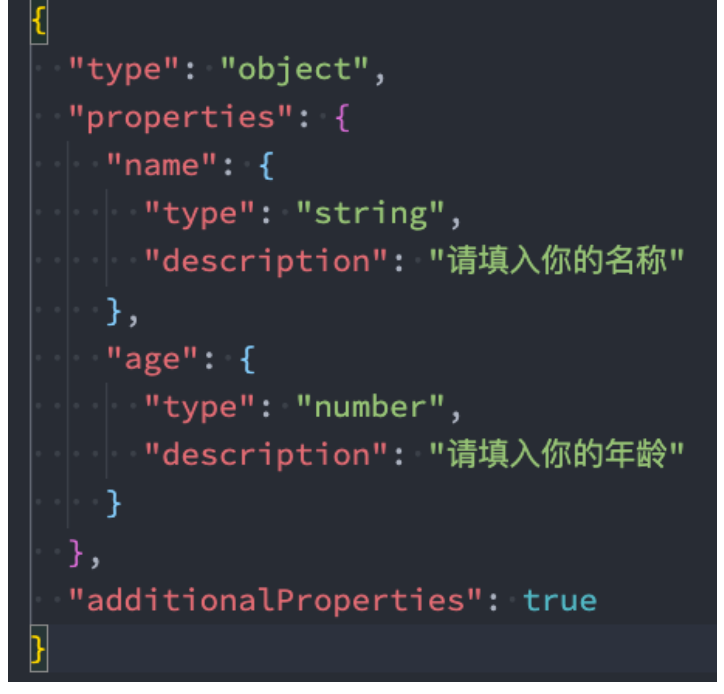 {
  "type": "object",
  "properties": {
    "name": {
      "type": "string",
      "description": "请填入你的名称"
    },
    "age": {
      "type": "number",
      "description": "请填入你的年龄"
    }
  },
  "additionalProperties": true
}